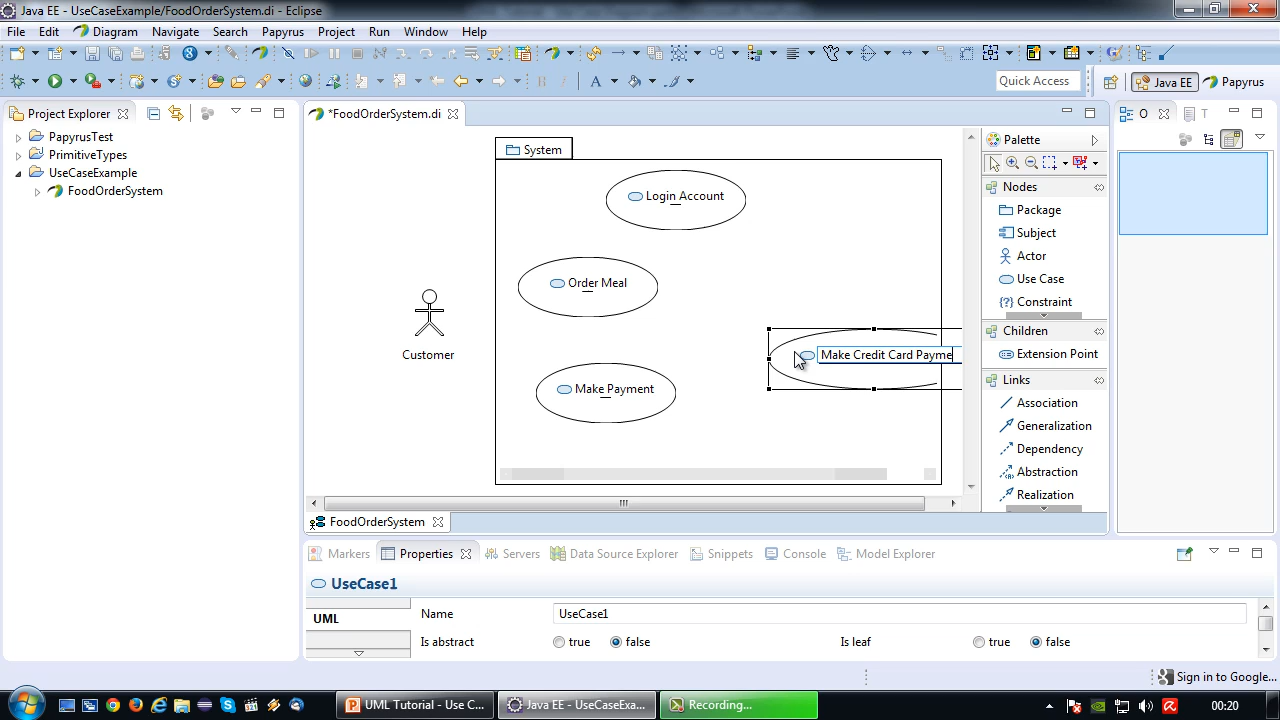 Java EE - UseCaseExample/FoodOrderSystem.di - Eclipse
File Edit Diagram Navigate Search Papyrus Project Run Window Help
Quick Access Java EE Papyrus
Project Explorer
*FoodOrderSystem.di
O T
PapyrusTest
PrimitiveTypes
UseCaseExample
FoodOrderSystem
System
Login Account
Order Meal
Make Credit Card Payme
Make Payment
Customer
Palette
Nodes
Package
Subject
Actor
Use Case
{?} Constraint
Children
Extension Point
Links
Association
Generalization
Dependency
Abstraction
Realization
FoodOrderSystem
Markers Properties Servers Data Source Explorer Snippets Console Model Explorer
UseCase1
UML
Name UseCase1
Is abstract true false Is leaf true false
Sign in to Google...
UML Tutorial - Use C... Java EE - UseCaseExa... Recording... 00:20